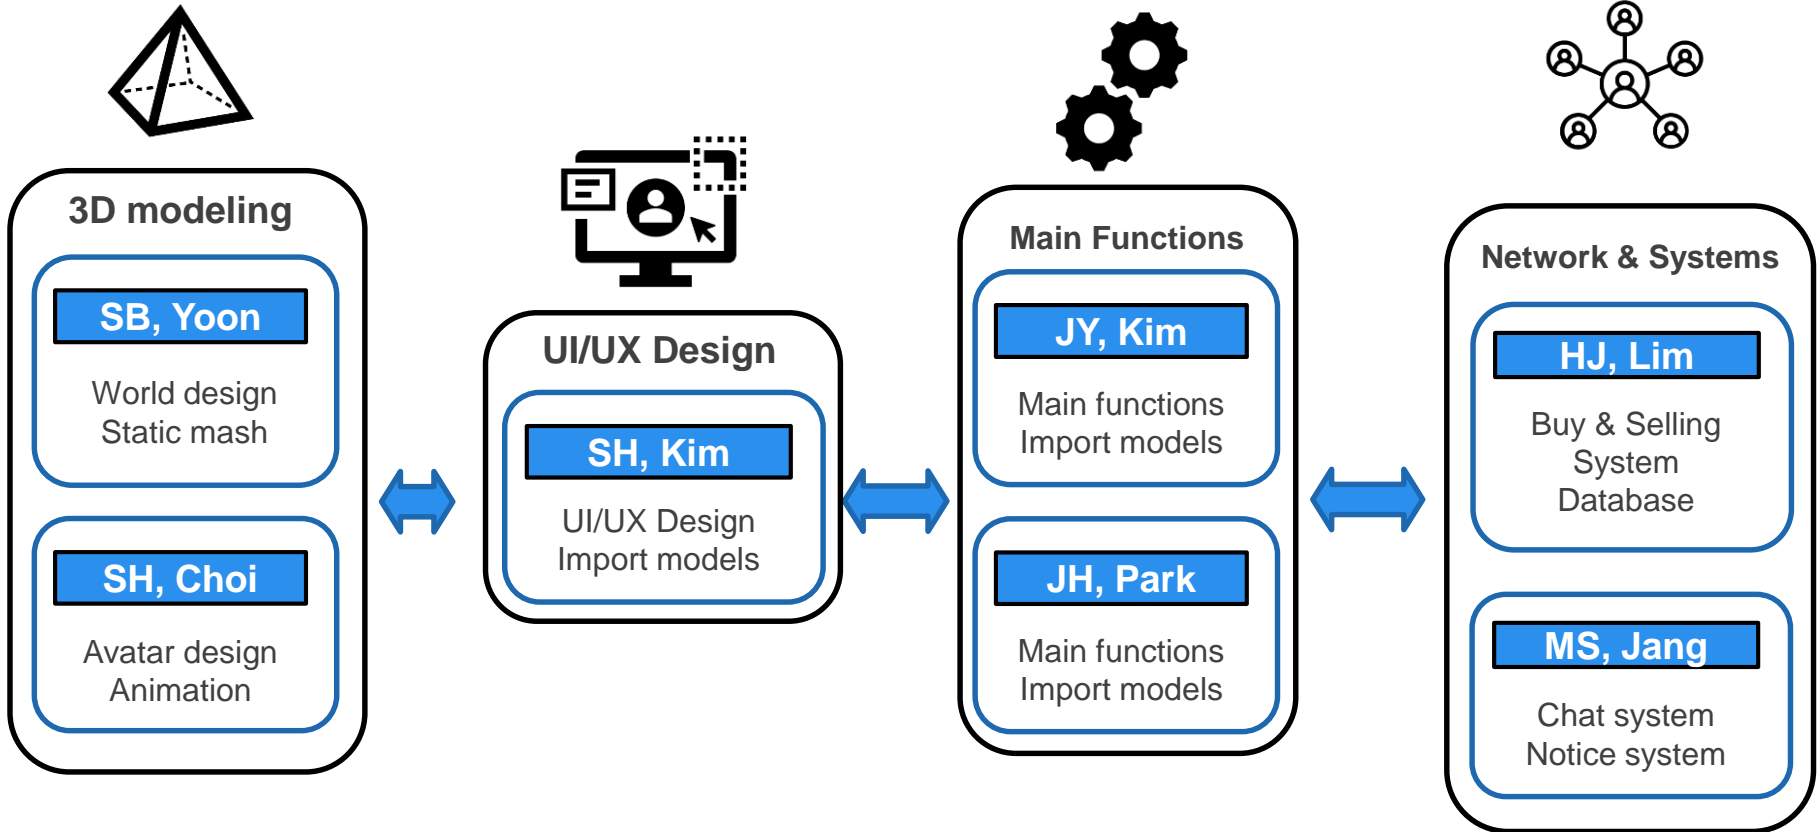 3D modeling
SB, Yoon
World design
Static mash
SH, Choi
Avatar design
Animation
UI/UX Design
SH, Kim
UI/UX Design
Import models
Main Functions
JY, Kim
Main functions
Import models
JH, Park
Main functions
Import models
Network & Systems
HJ, Lim
Buy & Selling
System
Database
MS, Jang
Chat system
Notice system